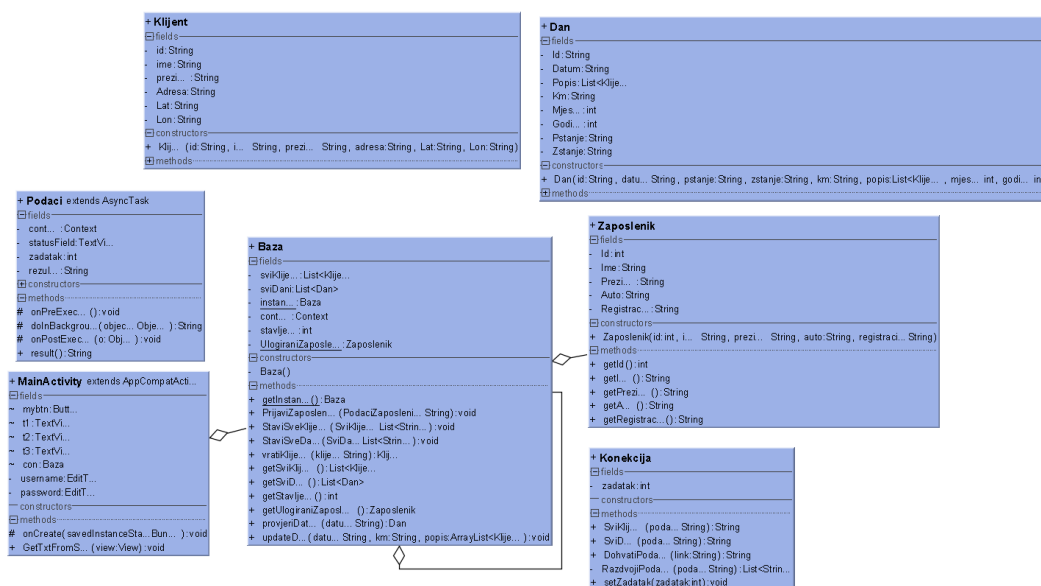 + Klijent
fields
- id:String
- ime:String
- prezi... :String
- Adresa:String
- Lat:String
- Lon:String
constructors
+ Klij... (id:String, i... String, prezi... String, adresa:String, Lat:String, Lon:String)
methods
+ Dan
fields
- Id:String
- Datum:String
- Popis:List<Klije...
- Km:String
- Mjes... :int
- Godi... :int
- Pstanje:String
- Zstanje:String
constructors
+ Dan(id:String, datu... String, pstanje:String, zstanje:String, km:String, popis:List<Klije... , mjes... int, godi... in
methods
+ Podaci extends AsyncTask
fields
- cont... :Context
- statusField:TextVi...
- zadatak:int
- rezul... :String
constructors
methods
# onPreExec... ():void
# doInBackgrou... (objec... Obje... ):String
# onPostExec... (o:Obj... ):void
+ result():String
+ Baza
fields
- sviKlije... :List<Klije...
- sviDani:List<Dan>
- instan... :Baza
- cont... :Context
- stavlje... :int
- UlogiraniZaposle... :Zaposlenik
constructors
- Baza()
methods
+ getInstan... ():Baza
+ PrijaviZaposlen... (PodaciZaposleni... String):void
+ StaviSveKlije... (SviKlije... List<Strin... ):void
+ StaviSveDa... (SviDa... List<Strin... ):void
+ vratiKlije... (klije... String):Klij...
+ getSviKlij... ():List<Klije...
+ getSviD... ():List<Dan>
+ getStavlje... ():int
+ getUlogiraniZaposl... ():Zaposlenik
+ provjeriDat... (datu... String):Dan
+ updateD... (datu... String, km:String, popis:ArrayList<Klije... ):void
+ Zaposlenik
fields
- Id:int
- Ime:String
- Prezi... :String
- Auto:String
- Registrac... :String
constructors
+ Zaposlenik(id:int, i... String, prezi... String, auto:String, registraci... String)
methods
+ getId():int
+ getI... ():String
+ getPrezi... ():String
+ getA... ():String
+ getRegistrac...():String
+ MainActivity extends AppCompatActi...
fields
~ mybtn:Butt...
~ t1:TextVi...
~ t2:TextVi...
~ t3:TextVi...
~ con:Baza
- username:EditT...
- password:EditT...
constructors
methods
# onCreate(savedInstanceSta...Bun... ):void
+ GetTxtFromS... (view:View):void
+ Konekcija
fields
- zadatak:int
constructors
methods
+ SviKlij... (poda... String):String
+ SviD... (poda... String):String
+ DohvatiPoda... (link:String):String
- RazdvojiPoda... (poda... String):List<Strin...
+ setZadatak(zadatak:int):void